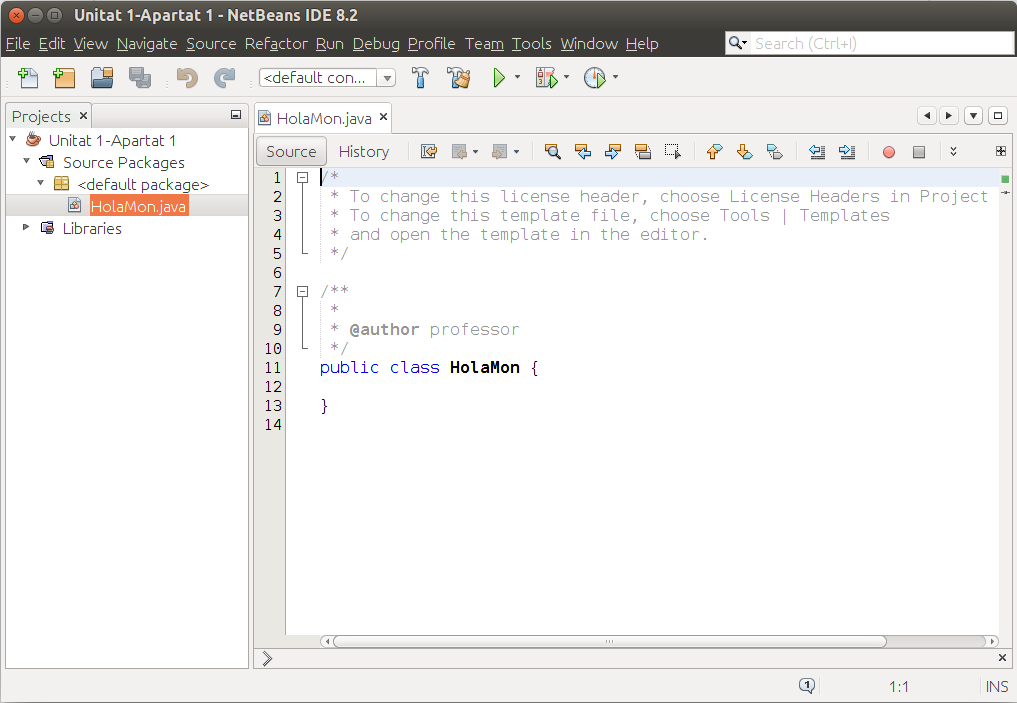 Unitat 1-Apartat 1 - NetBeans IDE 8.2
File Edit View Navigate Source Refactor Run Debug Profile Team Tools Window Help
Search (Ctrl+I)
<default con...
Projects
HolaMon.java
Unitat 1-Apartat 1
Source Packages
<default package>
HolaMon.java
Libraries
Source History
1 /*
2  * To change this license header, choose License Headers in Project
3  * To change this template file, choose Tools | Templates
4  * and open the template in the editor.
5  */
6
7 /**
8  *
9  * @author professor
10  */
11 public class HolaMon {
12
13 }
14
1:1
INS